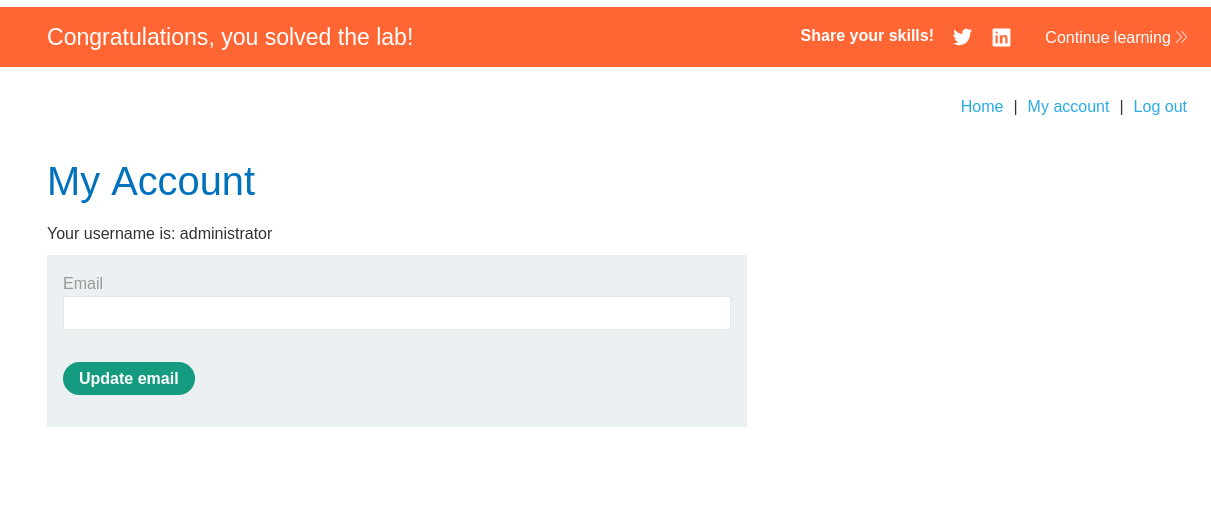 Congratulations, you solved the lab!
Share your skills!
Continue learning
Home | My account | Log out
My Account
Your username is: administrator
Email
Update email